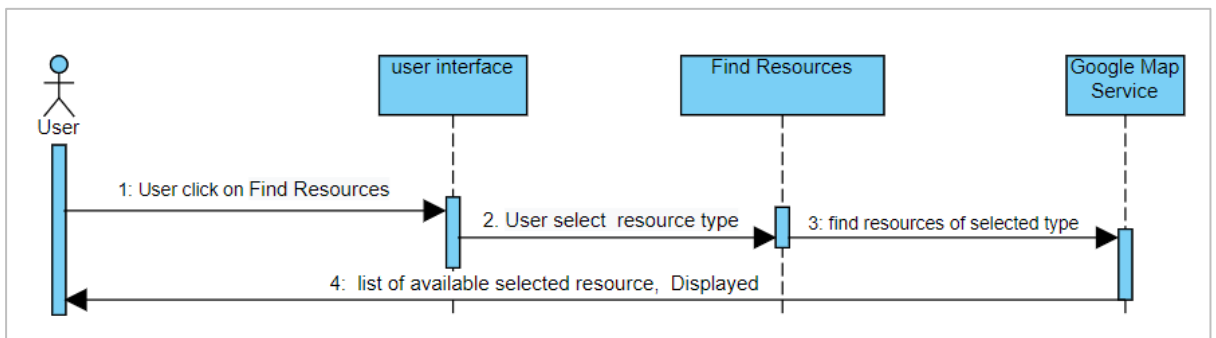 user interface
Find Resources
Google Map
Service
User
1: User click on Find Resources
2. User select resource type
3: find resources of selected type
4: list of available selected resource, Displayed